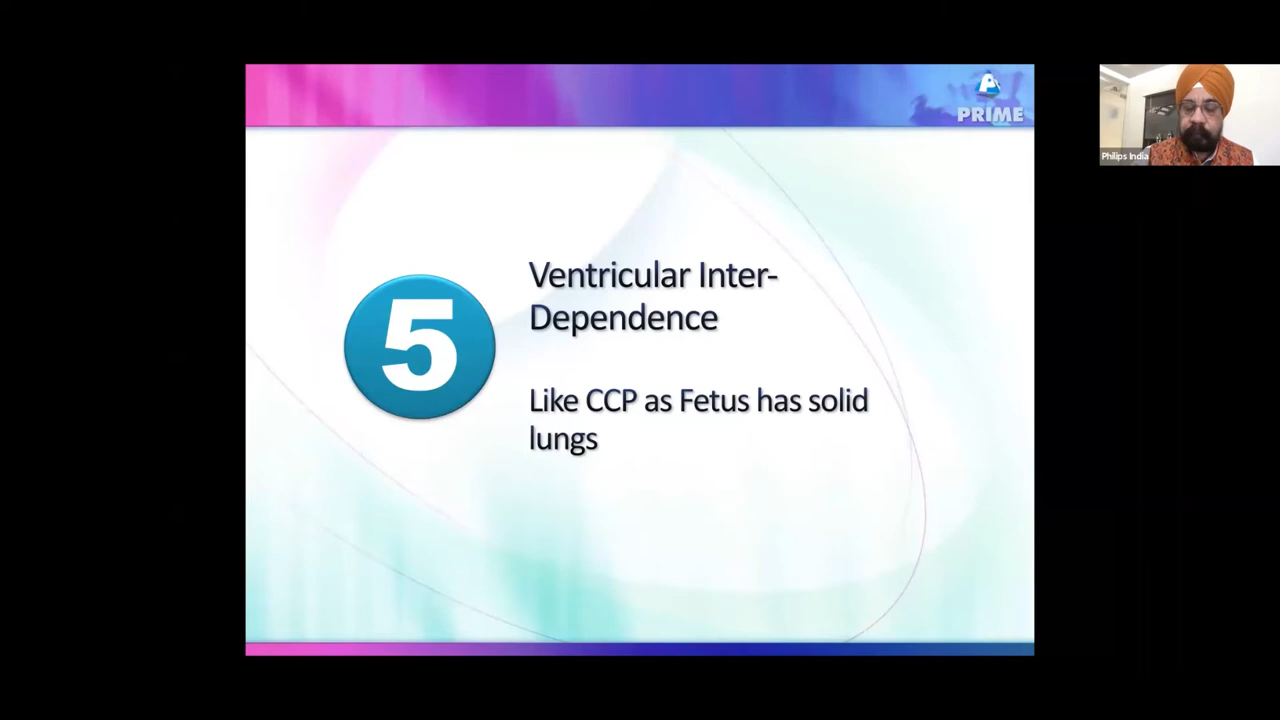 PRIME
Philips India
5
Ventricular Inter-
Dependence
Like CCP as Fetus has solid
lungs